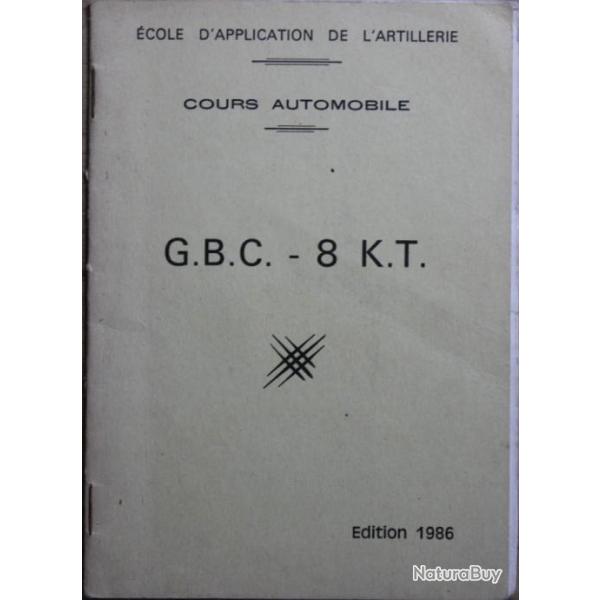 ÉCOLE D'APPLICATION DE L'ARTILLERIE
COURS AUTOMOBILE
G.B.C. - 8 K.T.
Edition 1986
NaturaBuy